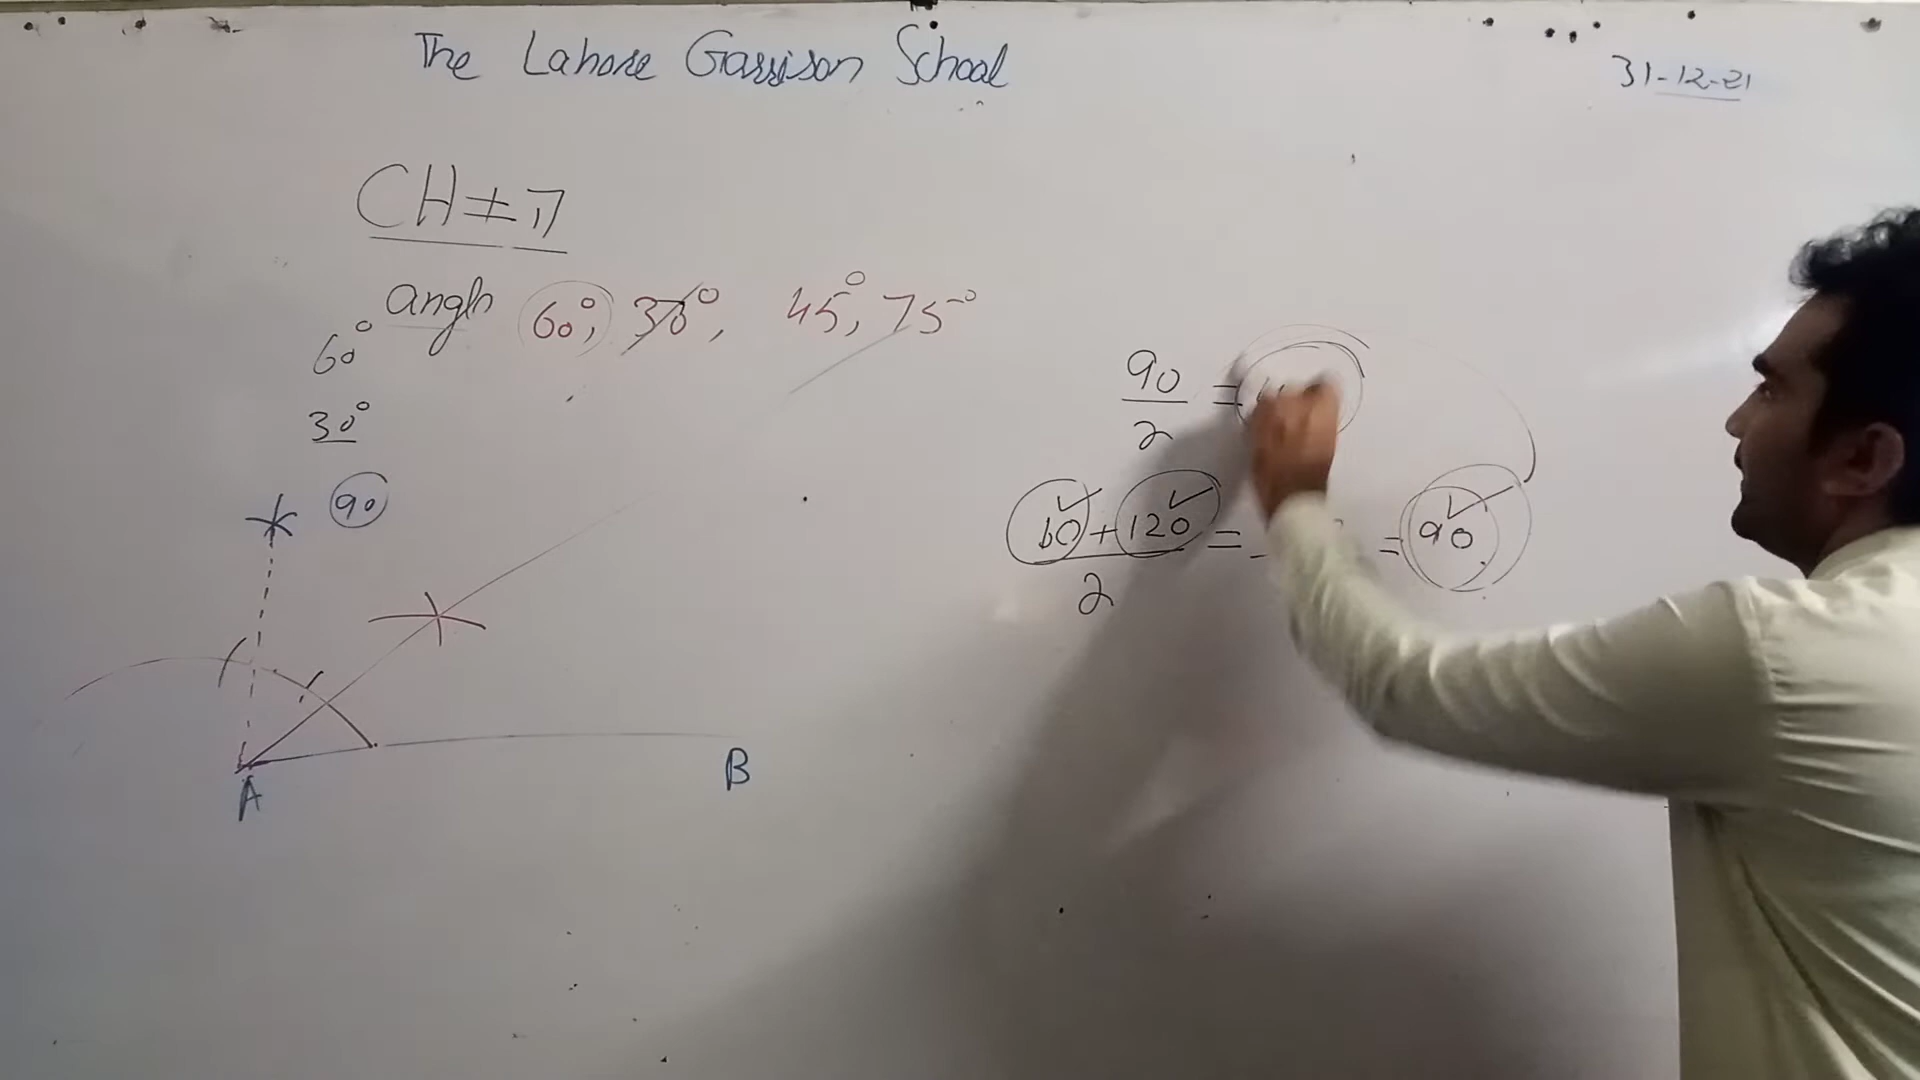 The Lahore Garrison School
31-12-21
CH # 7
angle 60°, 30°, 45°, 75°
60°
30°
90
90/2 =
60+120/2 = = 90
A
B